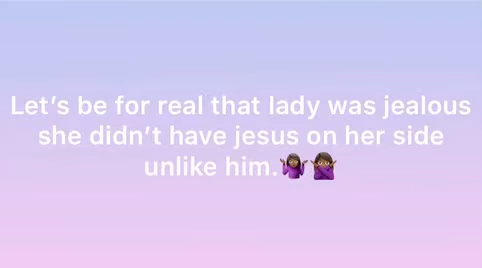 Let’s be for real that lady was jealous
she didn’t have jesus on her side
unlike him.🤷🏾‍♀️🙅🏾‍♀️